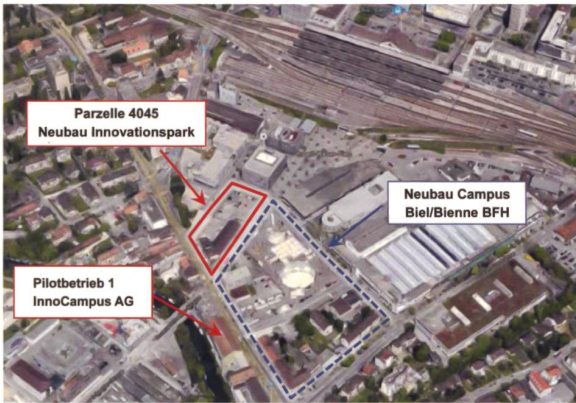 Parzelle 4045
Neubau Innovationspark
Neubau Campus
Biel/Bienne BFH
Pilotbetrieb 1
InnoCampus AG